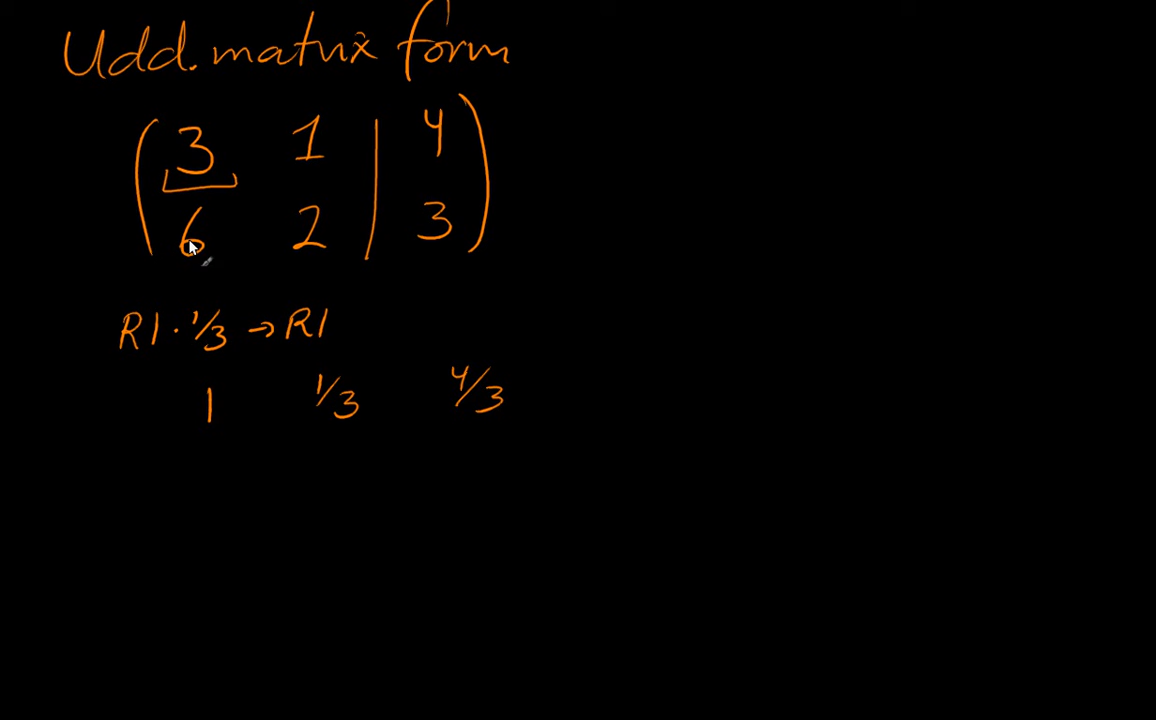 Udd. matrix form
3 1 4
6 2 3
R1 · 1/3 → R1
1 1/3 4/3